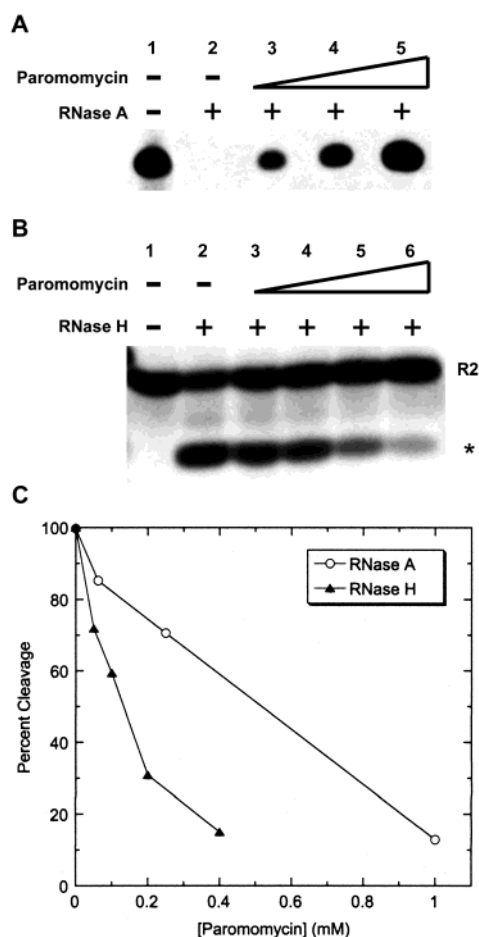 A
1 2 3 4 5
Paromomycin - -
RNase A - + + + +
B
1 2 3 4 5 6
Paromomycin - -
RNase H - + + + + +
R2
*
C
100
80
60
40
20
0
Percent Cleavage
RNase A
RNase H
0 0.2 0.4 0.6 0.8 1
[Paromomycin] (mM)